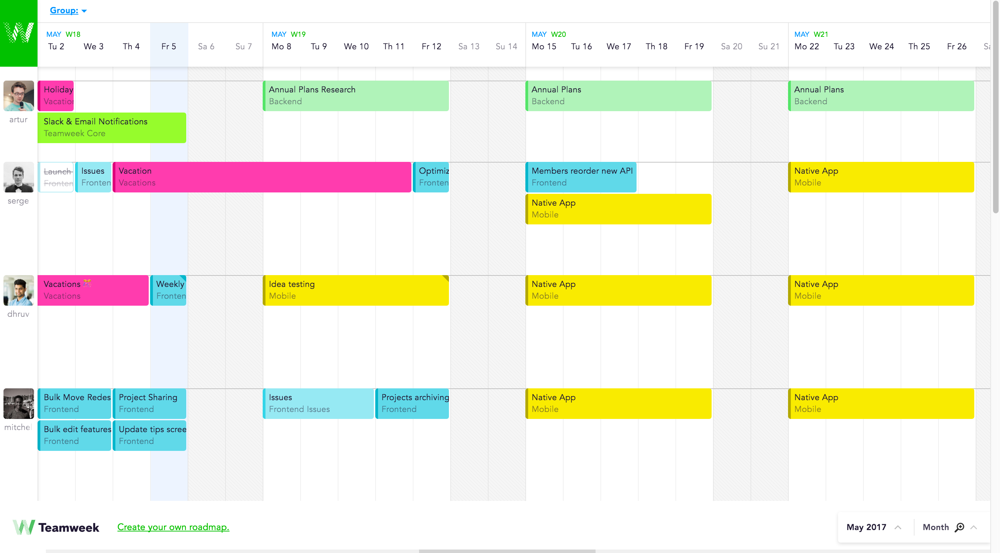 Group:
MAY W18
MAY W19
MAY W20
MAY W21
Tu 2 We 3 Th 4 Fr 5 Sa 6 Su 7 Mo 8 Tu 9 We 10 Th 11 Fr 12 Sa 13 Su 14 Mo 15 Tu 16 We 17 Th 18 Fr 19 Sa 20 Su 21 Mo 22 Tu 23 We 24 Th 25 Fr 26 Sa
artur
Holiday
Vacation
Annual Plans Research
Backend
Annual Plans
Backend
Annual Plans
Backend
Slack & Email Notifications
Teamweek Core
serge
Launch
Fronten
Issues
Fronten
Vacation
Vacations
Optimiz
Fronten
Members reorder new API
Frontend
Native App
Mobile
Native App
Mobile
dhruv
Vacations 👯
Vacations
Weekly
Fronten
Idea testing
Mobile
Native App
Mobile
Native App
Mobile
mitchel
Bulk Move Redes
Frontend
Project Sharing
Frontend
Issues
Frontend Issues
Projects archiving
Frontend
Native App
Mobile
Native App
Mobile
Bulk edit features
Frontend
Update tips scree
Frontend
W Teamweek
Create your own roadmap.
May 2017
Month